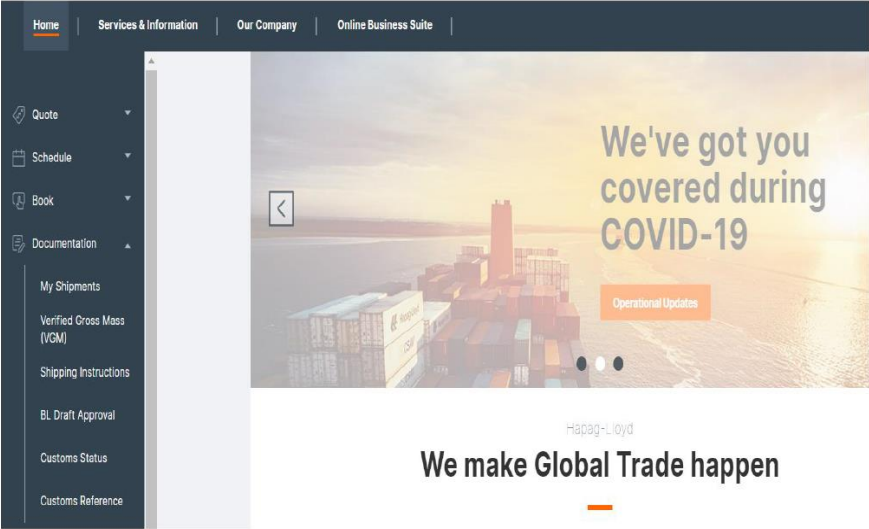 Home
Services & Information
Our Company
Online Business Suite
Quote
Schedule
Book
Documentation
My Shipments
Verified Gross Mass
(VGM)
Shipping Instructions
BL Draft Approval
Customs Status
Customs Reference
We've got you
covered during
COVID-19
Operational Updates
Hapag-Lloyd
We make Global Trade happen